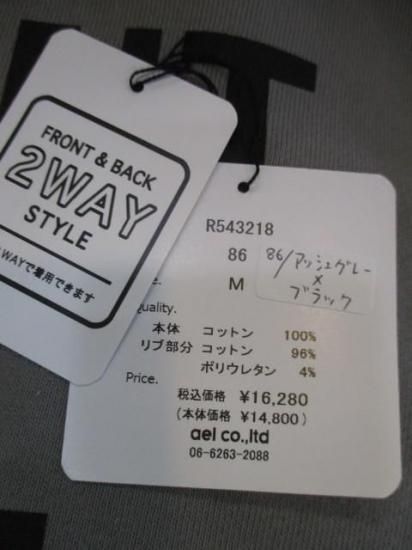 FRONT & BACK
2WAY
STYLE
WAYで着用できます
R543218
86
86/アッシュグレー
×
ブラック
M
uality.
本体 コットン 100%
リブ部分 コットン 96%
ポリウレタン 4%
Price.
税込価格 ¥16,280
(本体価格 ¥14,800)
ael co.,ltd
06-6263-2088